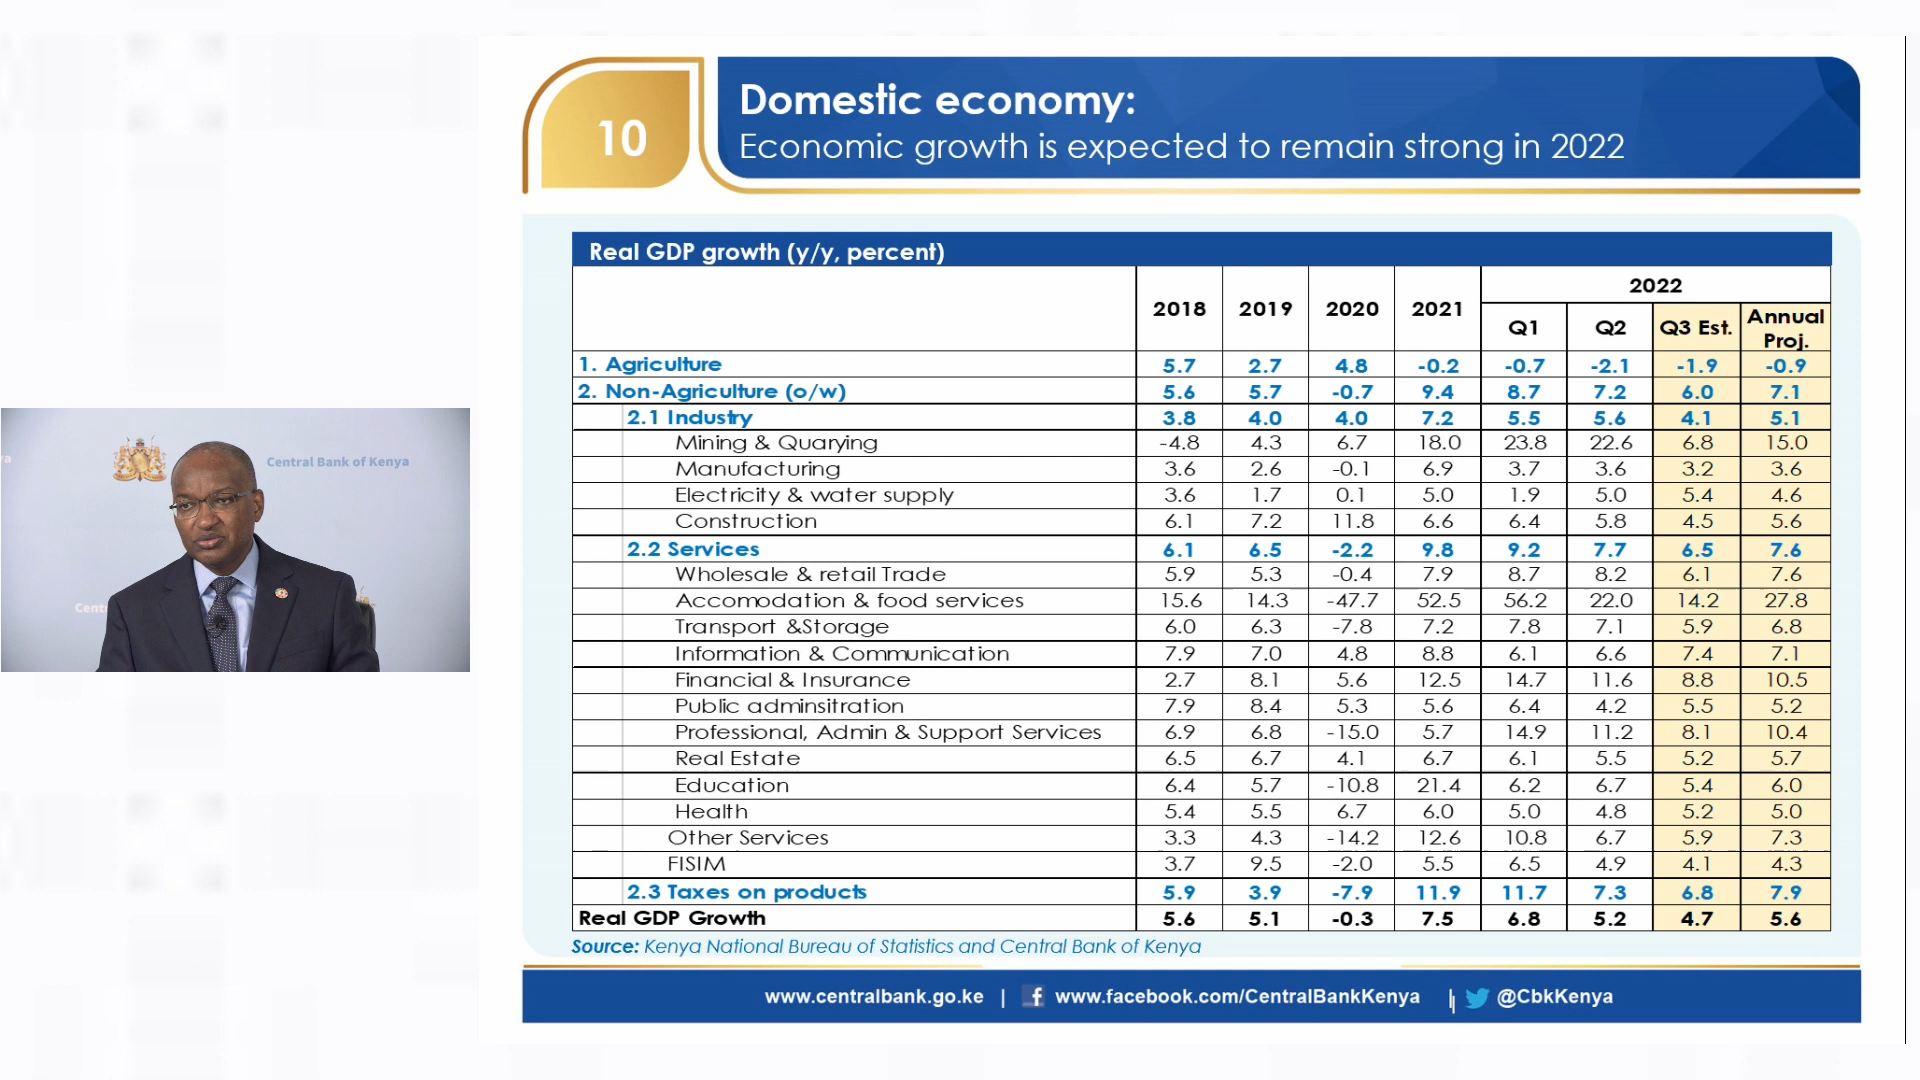 10
Domestic economy:
Economic growth is expected to remain strong in 2022
Real GDP growth (y/y, percent)
2018 2019 2020 2021 2022
Q1 Q2 Q3 Est. Annual Proj.
1. Agriculture 5.7 2.7 4.8 -0.2 -0.7 -2.1 -1.9 -0.9
2. Non-Agriculture (o/w) 5.6 5.7 -0.7 9.4 8.7 7.2 6.0 7.1
2.1 Industry 3.8 4.0 4.0 7.2 5.5 5.6 4.1 5.1
Mining & Quarying -4.8 4.3 6.7 18.0 23.8 22.6 6.8 15.0
Manufacturing 3.6 2.6 -0.1 6.9 3.7 3.6 3.2 3.6
Electricity & water supply 3.6 1.7 0.1 5.0 1.9 5.0 5.4 4.6
Construction 6.1 7.2 11.8 6.6 6.4 5.8 4.5 5.6
2.2 Services 6.1 6.5 -2.2 9.8 9.2 7.7 6.5 7.6
Wholesale & retail Trade 5.9 5.3 -0.4 7.9 8.7 8.2 6.1 7.6
Accomodation & food services 15.6 14.3 -47.7 52.5 56.2 22.0 14.2 27.8
Transport &Storage 6.0 6.3 -7.8 7.2 7.8 7.1 5.9 6.8
Information & Communication 7.9 7.0 4.8 8.8 6.1 6.6 7.4 7.1
Financial & Insurance 2.7 8.1 5.6 12.5 14.7 11.6 8.8 10.5
Public adminsitration 7.9 8.4 5.3 5.6 6.4 4.2 5.5 5.2
Professional, Admin & Support Services 6.9 6.8 -15.0 5.7 14.9 11.2 8.1 10.4
Real Estate 6.5 6.7 4.1 6.7 6.1 5.5 5.2 5.7
Education 6.4 5.7 -10.8 21.4 6.2 6.7 5.4 6.0
Health 5.4 5.5 6.7 6.0 5.0 4.8 5.2 5.0
Other Services 3.3 4.3 -14.2 12.6 10.8 6.7 5.9 7.3
FISIM 3.7 9.5 -2.0 5.5 6.5 4.9 4.1 4.3
2.3 Taxes on products 5.9 3.9 -7.9 11.9 11.7 7.3 6.8 7.9
Real GDP Growth 5.6 5.1 -0.3 7.5 6.8 5.2 4.7 5.6
Source: Kenya National Bureau of Statistics and Central Bank of Kenya
www.centralbank.go.ke | www.facebook.com/CentralBankKenya | @CbkKenya
Central Bank of Kenya